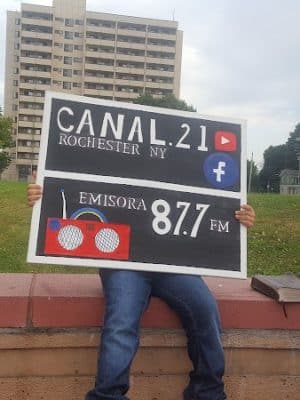 CANAL.21
ROCHESTER NY
f
EMISORA 87.7 FM